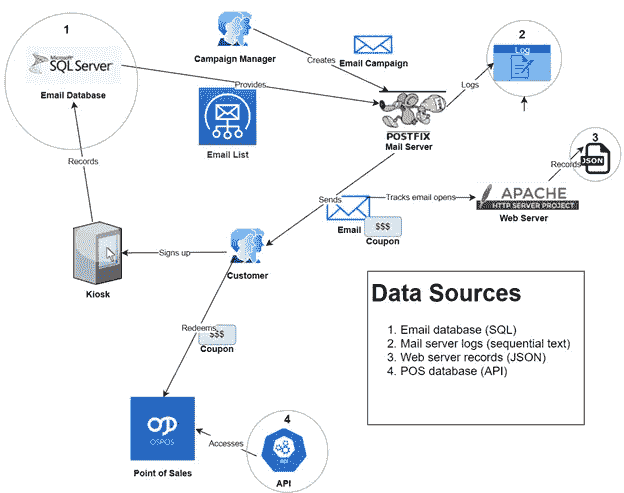 1
Microsoft
SQL Server
Email Database
Campaign Manager
Creates
Email Campaign
2
Log
Provides
Email List
POSTFIX
Mail Server
Logs
3
JSON
Records
Records
Sends
Tracks email opens
APACHE
HTTP SERVER PROJECT
Web Server
Email
$$$
Coupon
Signs up
Kiosk
Customer
Redeems
$$$
Coupon
Data Sources
1. Email database (SQL)
2. Mail server logs (sequential text)
3. Web server records (JSON)
4. POS database (API)
OSPOS
Point of Sales
Accesses
4
api
API